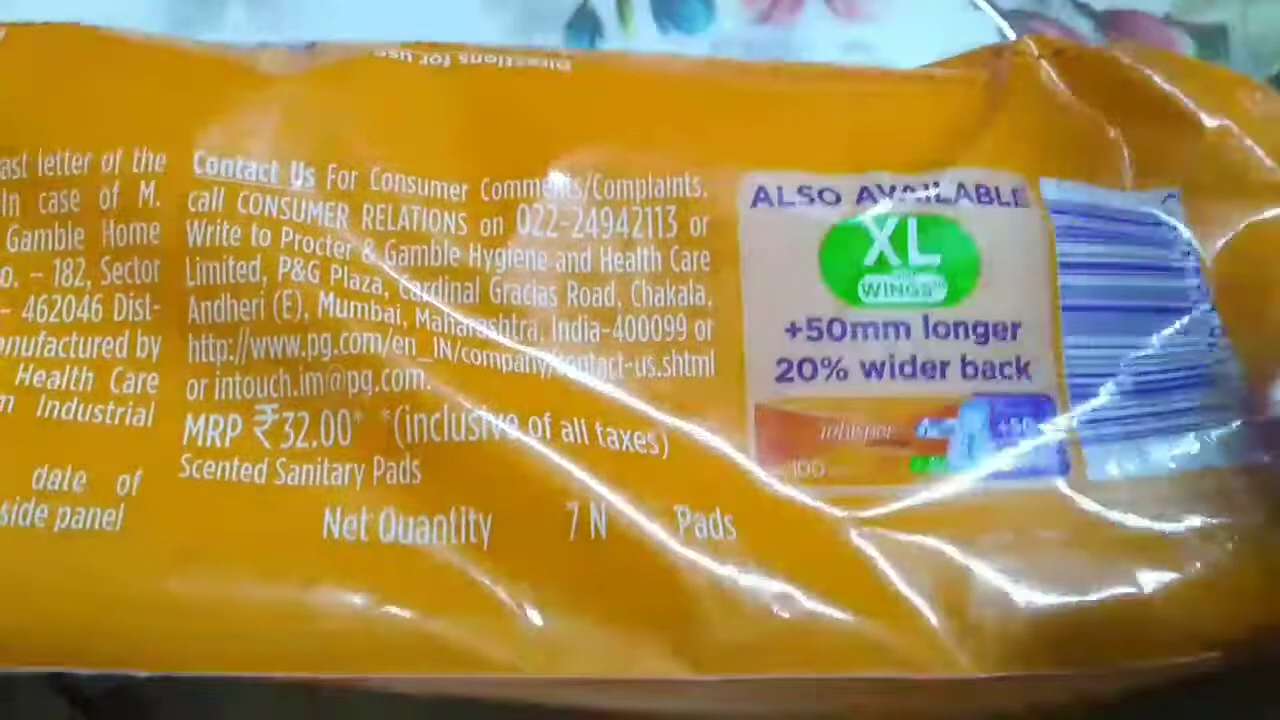 Directions for use
ast letter of the
In case of M.
Gamble Home
o. – 182, Sector
– 462046 Dist-
anufactured by
Health Care
Industrial
date of
side panel
Contact Us For Consumer Comments/Complaints.
call CONSUMER RELATIONS on 022-24942113 or
Write to Procter & Gamble Hygiene and Health Care
Limited, P&G Plaza, Cardinal Gracias Road, Chakala,
Andheri (E), Mumbai, Maharashtra, India-400099 or
http://www.pg.com/en_IN/company/contact-us.shtml
or intouch.im@pg.com.
MRP ₹32.00* *(inclusive of all taxes)
Scented Sanitary Pads
Net Quantity 7 N Pads
ALSO AVAILABLE
XL
WINGS
+50mm longer
20% wider back
whisper